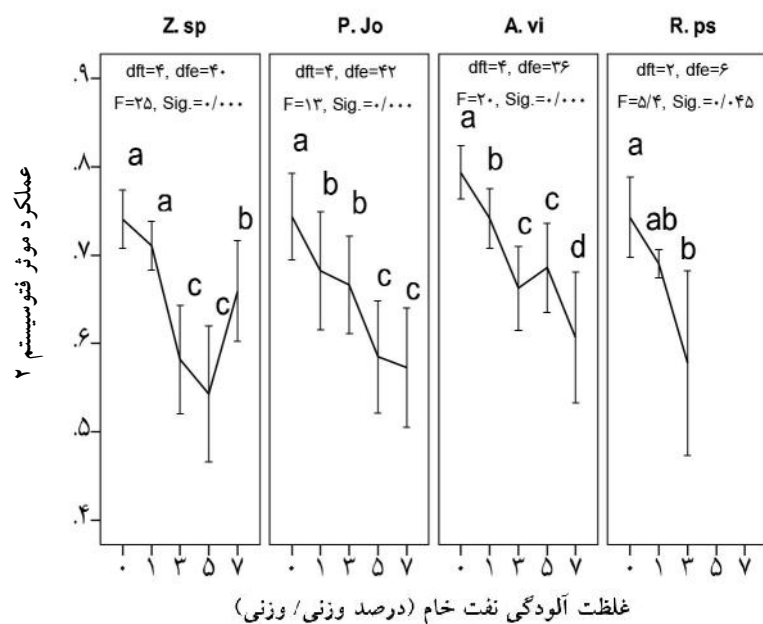 Z. sp P. Jo A. vi R. ps
dft=۴, dfe=۴۰ dft=۴, dfe=۴۲ dft=۴, dfe=۳۶ dft=۲, dfe=۶
F=۲۵, Sig.=۰/۰۰۰ F=۱۳, Sig.=۰/۰۰۰ F=۲۰, Sig.=۰/۰۰۰ F=۵/۴, Sig.=۰/۰۴۵
.۹
.۸
.۷
.۶
.۵
.۴
عملکرد موثر فتوسیستم ۲
a a c c b
a b b c c
a b c c d
a ab b
۰ ۱ ۳ ۵ ۷ ۰ ۱ ۳ ۵ ۷ ۰ ۱ ۳ ۵ ۷ ۰ ۱ ۳ ۵ ۷
غلظت آلودگی نفت خام (درصد وزنی/ وزنی)